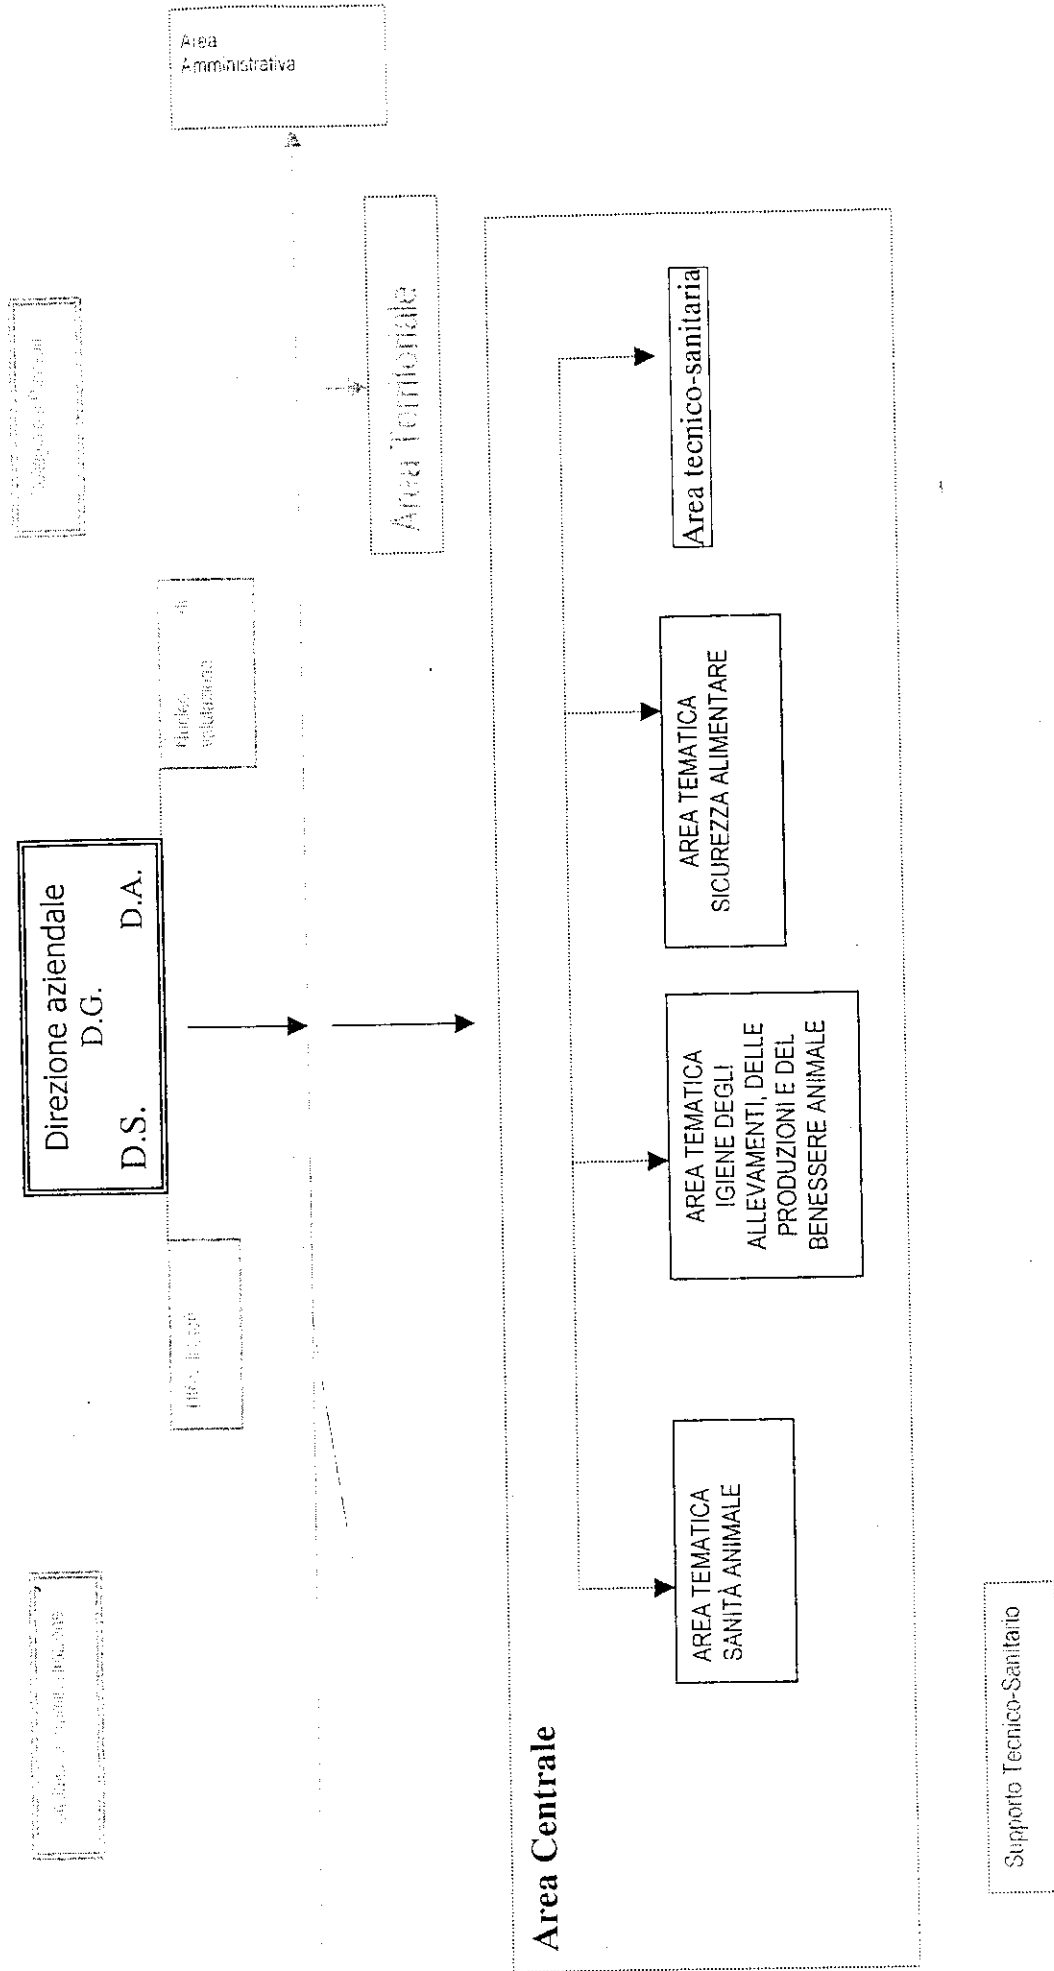 Direzione aziendale
D.G.
D.S. D.A.
Area
Amministrativa
Area Territoriale
Area Centrale
AREA TEMATICA
SANITÀ ANIMALE
AREA TEMATICA
IGIENE DEGLI
ALLEVAMENTI, DELLE
PRODUZIONI E DEL
BENESSERE ANIMALE
AREA TEMATICA
SICUREZZA ALIMENTARE
Area tecnico-sanitaria
Supporto Tecnico-Sanitario